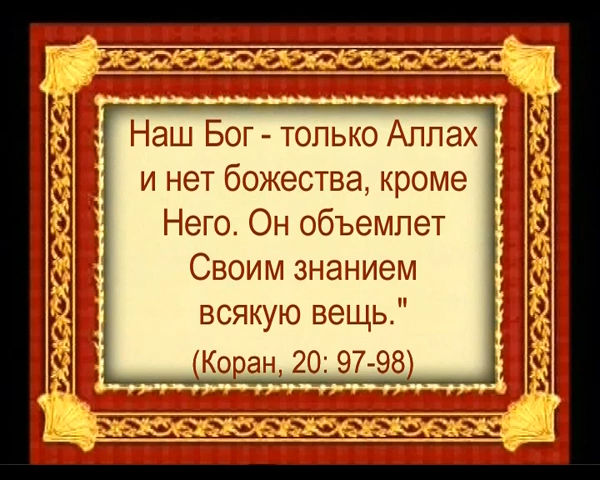 Наш Бог - только Аллах
и нет божества, кроме
Него. Он объемлет
Своим знанием
всякую вещь."
(Коран, 20: 97-98)